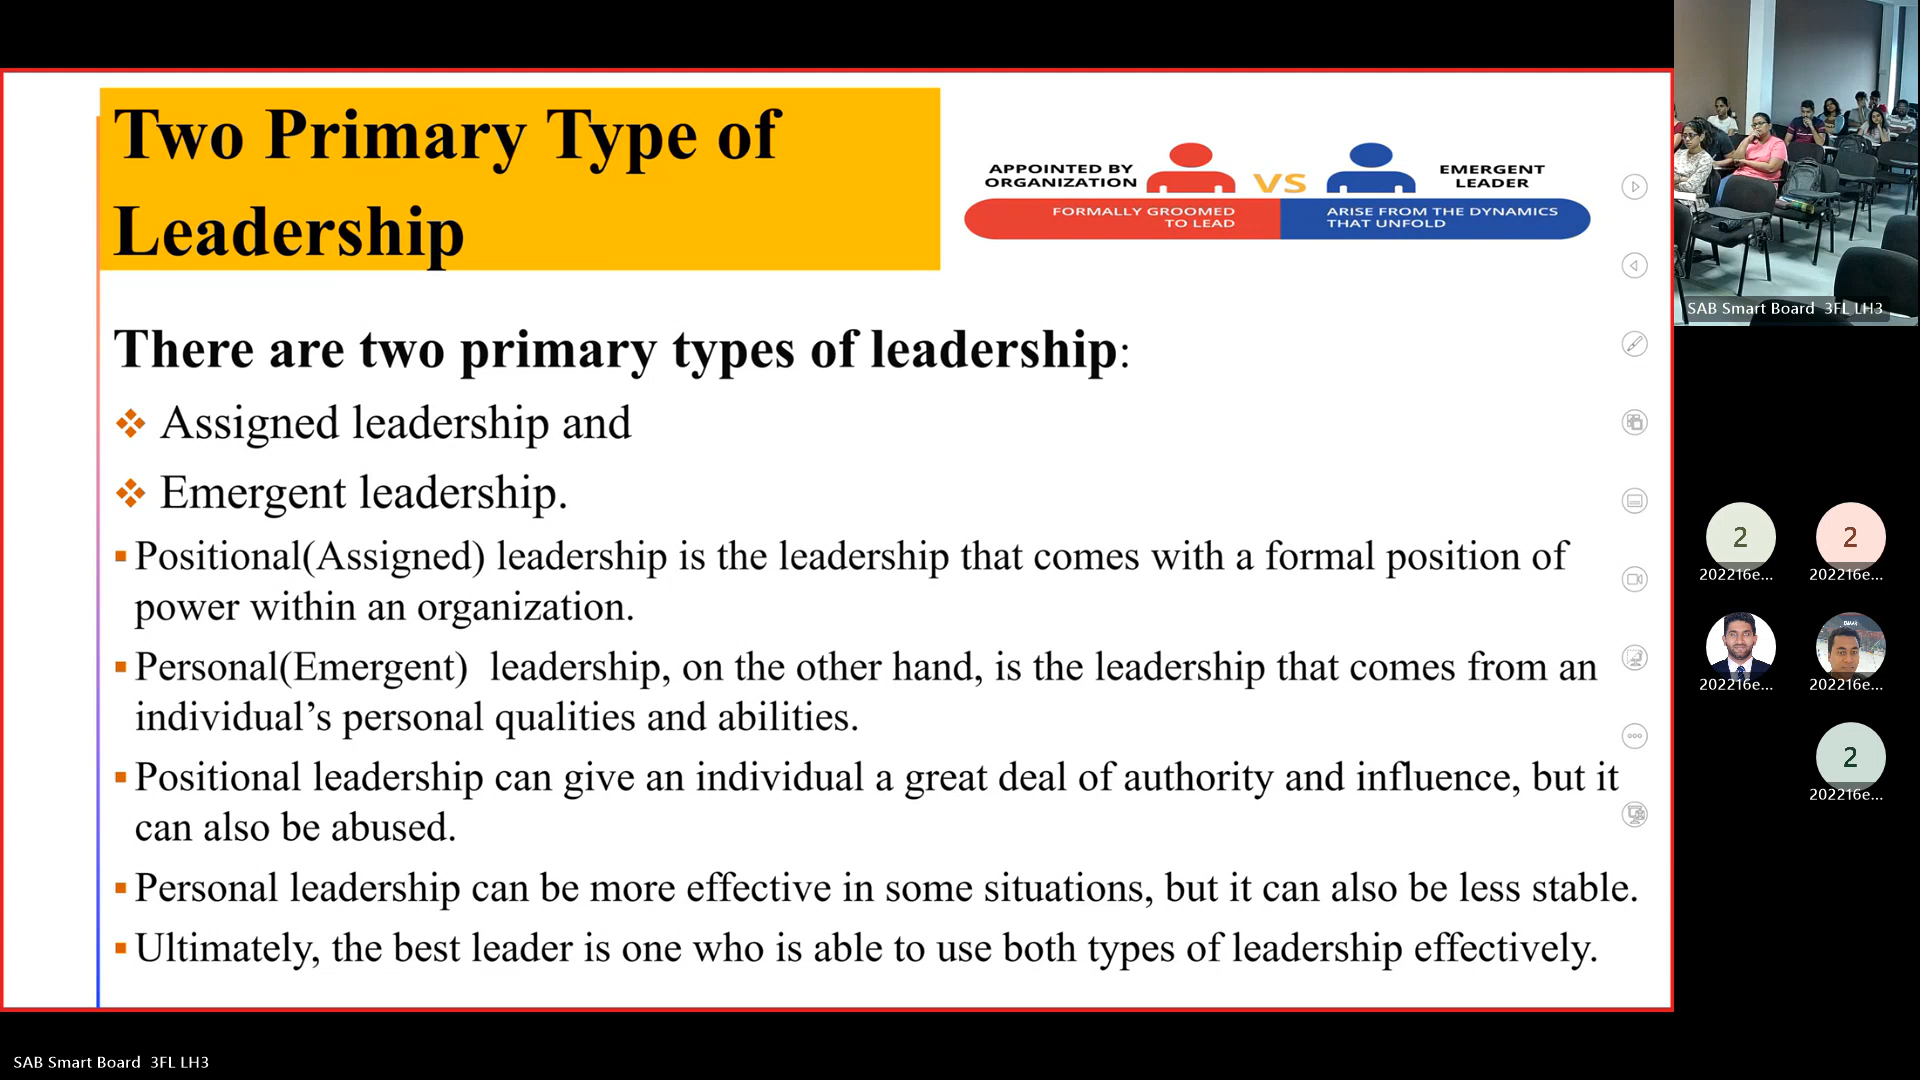 Two Primary Type of
Leadership
APPOINTED BY
ORGANIZATION
VS
EMERGENT
LEADER
FORMALLY GROOMED
TO LEAD
ARISE FROM THE DYNAMICS
THAT UNFOLD
There are two primary types of leadership:
Assigned leadership and
Emergent leadership.
Positional(Assigned) leadership is the leadership that comes with a formal position of
power within an organization.
Personal(Emergent) leadership, on the other hand, is the leadership that comes from an
individual’s personal qualities and abilities.
Positional leadership can give an individual a great deal of authority and influence, but it
can also be abused.
Personal leadership can be more effective in some situations, but it can also be less stable.
Ultimately, the best leader is one who is able to use both types of leadership effectively.
SAB Smart Board 3FL LH3
2
202216e...
2
202216e...
202216e...
202216e...
2
202216e...
SAB Smart Board 3FL LH3